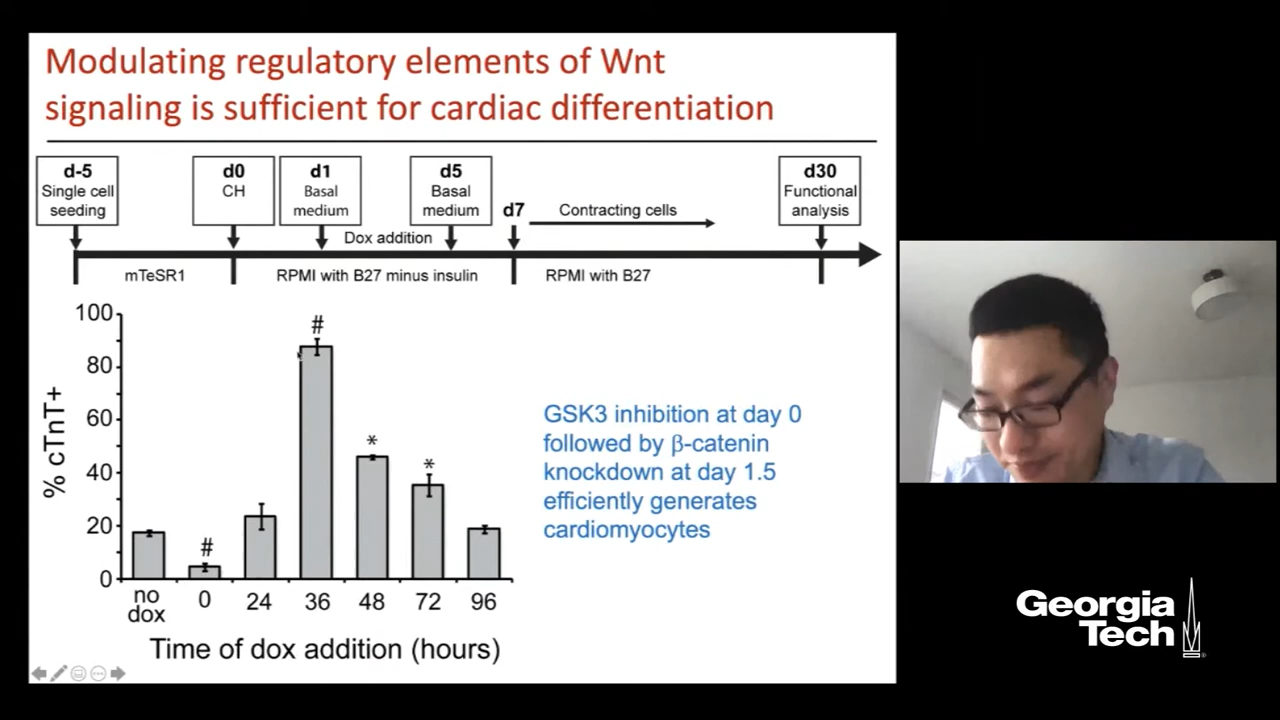 Modulating regulatory elements of Wnt
signaling is sufficient for cardiac differentiation
d-5
Single cell
seeding
d0
CH
d1
Basal
medium
d5
Basal
medium
d7
Contracting cells
d30
Functional
analysis
Dox addition
mTeSR1
RPMI with B27 minus insulin
RPMI with B27
% cTnT+
100
80
60
40
20
0
#
#
*
*
no
dox
0
24
36
48
72
96
Time of dox addition (hours)
GSK3 inhibition at day 0
followed by β-catenin
knockdown at day 1.5
efficiently generates
cardiomyocytes
Georgia
Tech